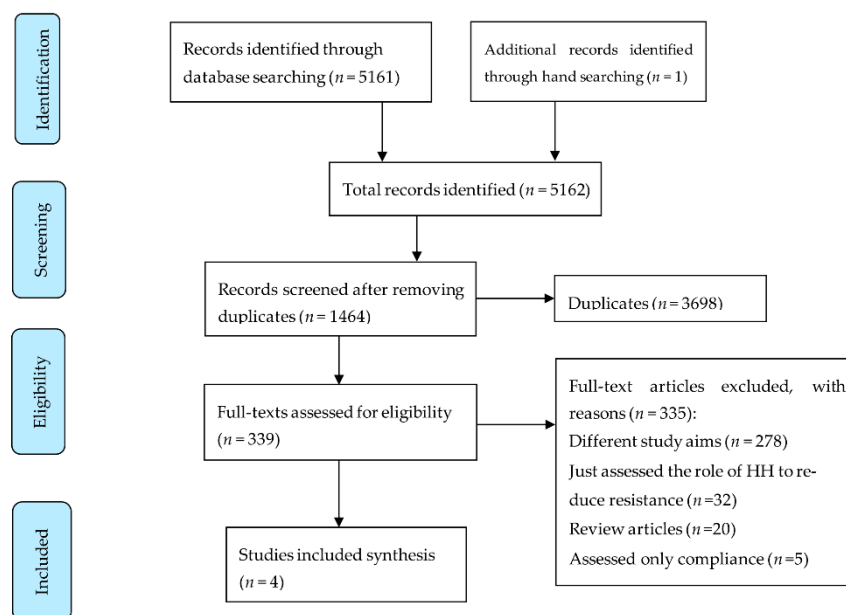 Identification
Records identified through
database searching (n = 5161)
Additional records identified
through hand searching (n = 1)
Total records identified (n = 5162)
Screening
Records screened after removing
duplicates (n = 1464)
Duplicates (n = 3698)
Eligibility
Full-texts assessed for eligibility
(n = 339)
Full-text articles excluded, with
reasons (n = 335):
Different study aims (n = 278)
Just assessed the role of HH to re-
duce resistance (n=32)
Review articles (n=20)
Assessed only compliance (n=5)
Included
Studies included synthesis
(n = 4)